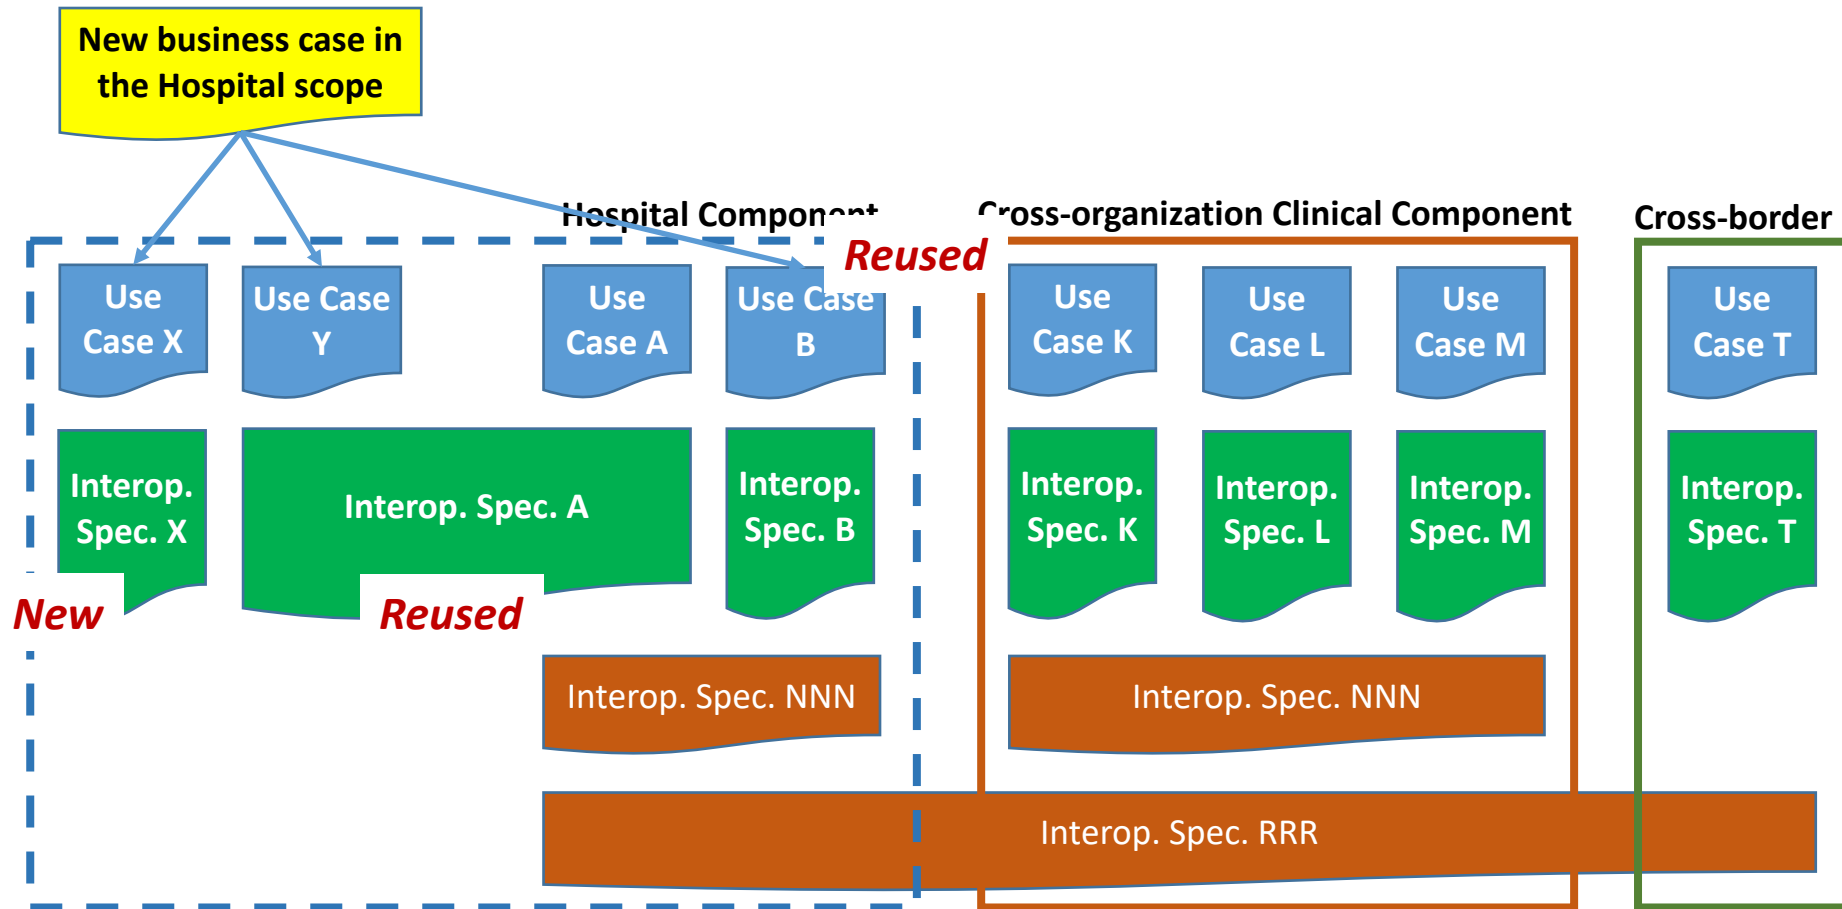 New business case in
the Hospital scope
Hospital Component
Cross-organization Clinical Component
Cross-border
Reused
Use
Case X
Use Case
Y
Use
Case A
Use Case
B
Use
Case K
Use
Case L
Use
Case M
Use
Case T
Interop.
Spec. X
Interop. Spec. A
Interop.
Spec. B
Interop.
Spec. K
Interop.
Spec. L
Interop.
Spec. M
Interop.
Spec. T
New
Reused
Interop. Spec. NNN
Interop. Spec. NNN
Interop. Spec. RRR